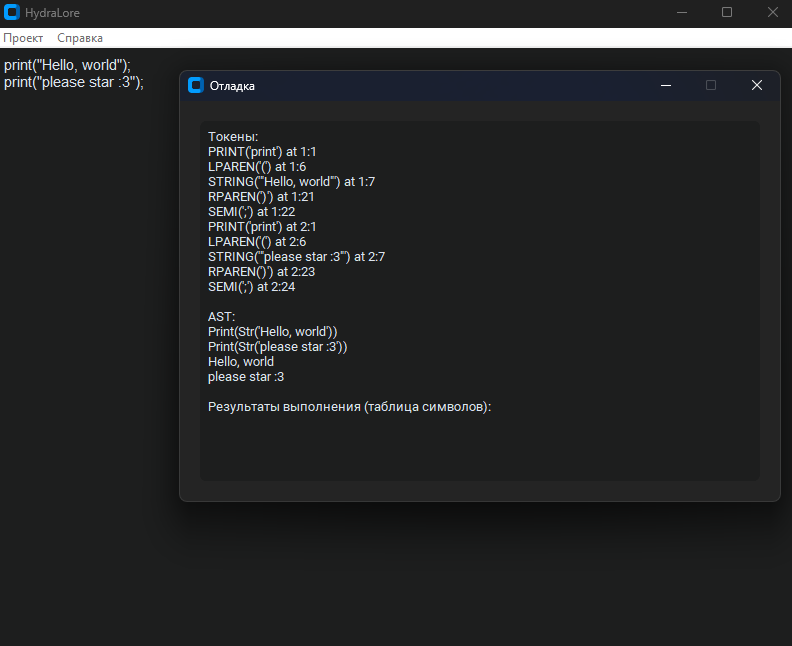 HydraLore
Проект Справка
print("Hello, world");
print("please star :3");
Отладка
Токены:
PRINT('print') at 1:1
LPAREN('(') at 1:6
STRING('"Hello, world"') at 1:7
RPAREN(')') at 1:21
SEMI(';') at 1:22
PRINT('print') at 2:1
LPAREN('(') at 2:6
STRING('"please star :3"') at 2:7
RPAREN(')') at 2:23
SEMI(';') at 2:24
AST:
Print(Str('Hello, world'))
Print(Str('please star :3'))
Hello, world
please star :3
Результаты выполнения (таблица символов):